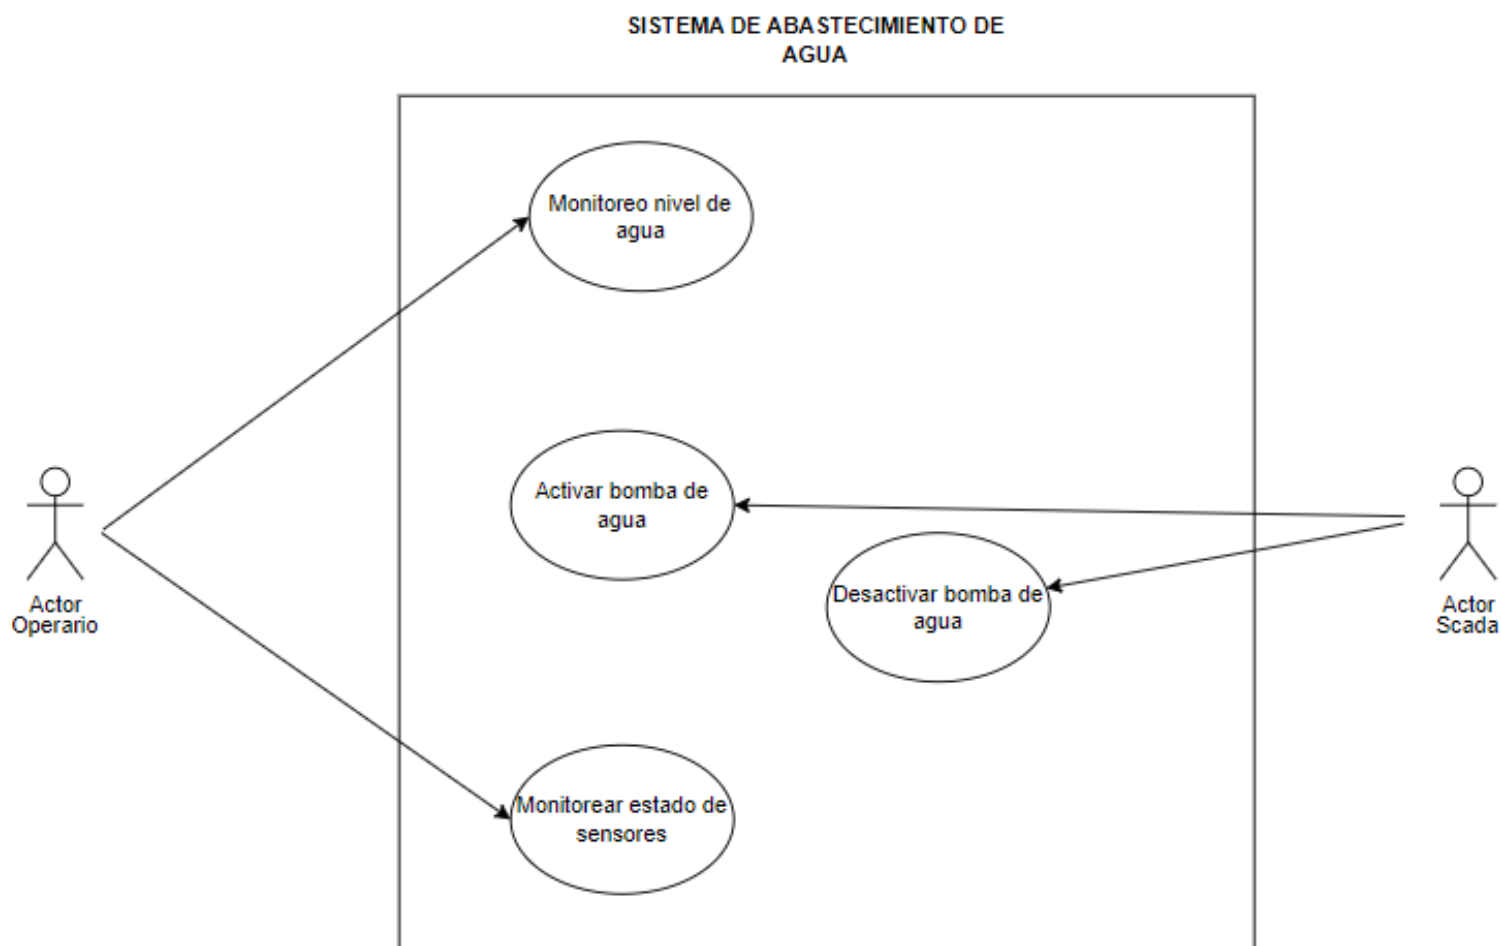 SISTEMA DE ABASTECIMIENTO DE
AGUA
Monitoreo nivel de
agua
Activar bomba de
agua
Desactivar bomba de
agua
Actor
Operario
Actor
Scada
Monitorear estado de
sensores